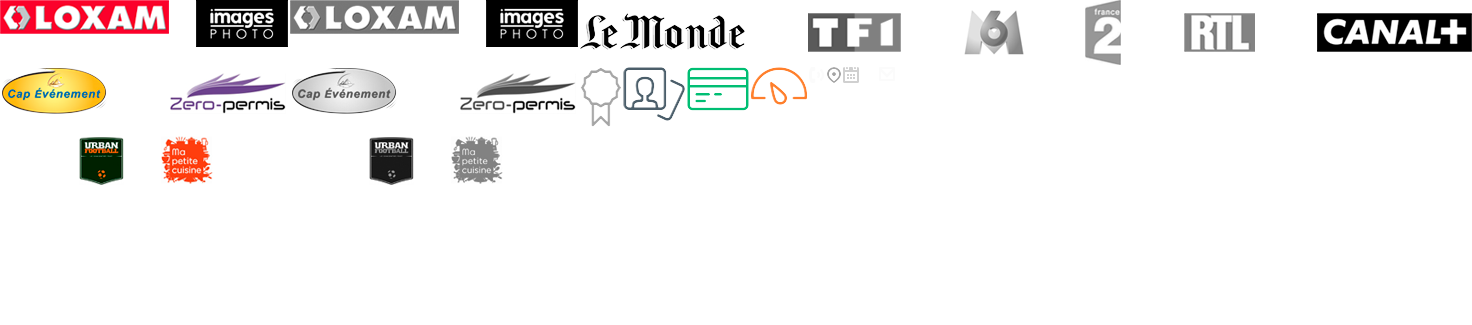 LOXAM
images
PHOTO
LOXAM
images
PHOTO
Le Monde
TF1
M6
france
2
RTL
CANAL+
Cap Événement
Zero-permis
Cap Événement
Zero-permis
URBAN
FOOTBALL
Ma
petite
cuisine
URBAN
FOOTBALL
Ma
petite
cuisine